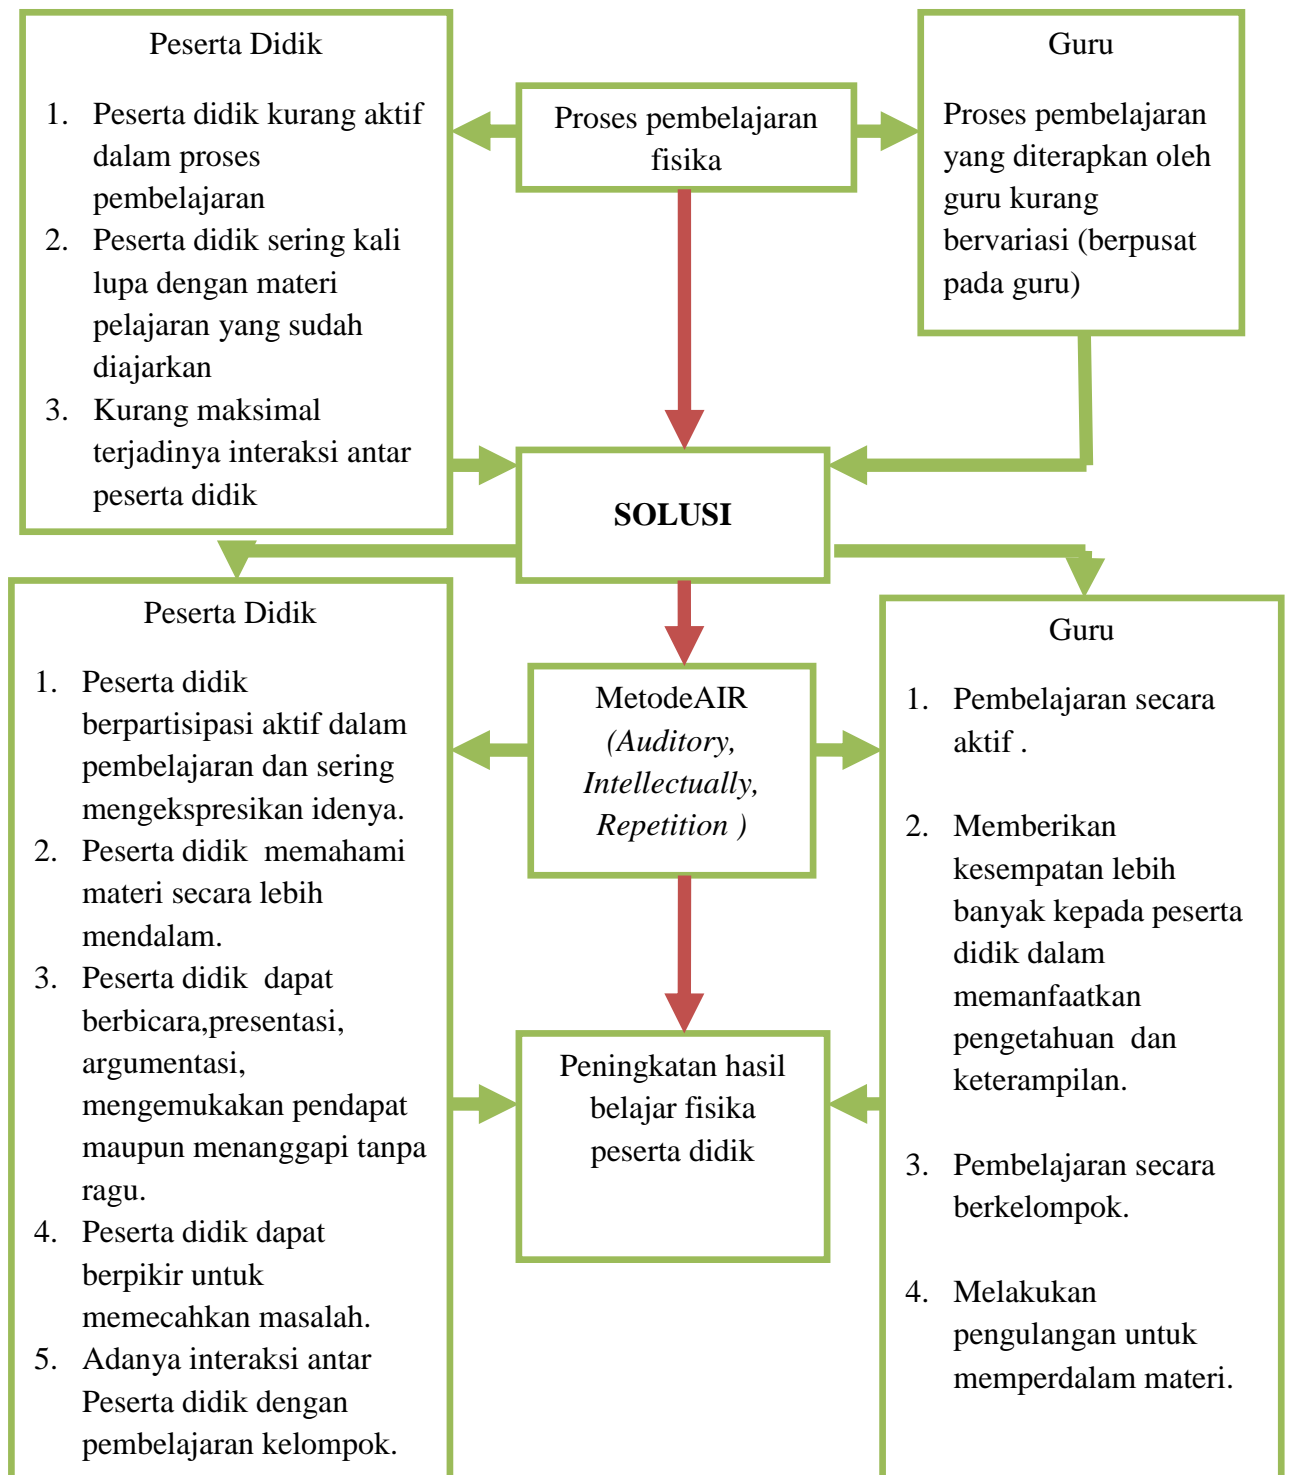 Peserta Didik
1. Peserta didik kurang aktif
dalam proses
pembelajaran
2. Peserta didik sering kali
lupa dengan materi
pelajaran yang sudah
diajarkan
3. Kurang maksimal
terjadinya interaksi antar
peserta didik
Proses pembelajaran
fisika
Guru
Proses pembelajaran
yang diterapkan oleh
guru kurang
bervariasi (berpusat
pada guru)
SOLUSI
Peserta Didik
1. Peserta didik
berpartisipasi aktif dalam
pembelajaran dan sering
mengekspresikan idenya.
2. Peserta didik  memahami
materi secara lebih
mendalam.
3. Peserta didik  dapat
berbicara,presentasi,
argumentasi,
mengemukakan pendapat
maupun menanggapi tanpa
ragu.
4. Peserta didik dapat
berpikir untuk
memecahkan masalah.
5. Adanya interaksi antar
Peserta didik dengan
pembelajaran kelompok.
MetodeAIR
(Auditory,
Intellectually,
Repetition )
Peningkatan hasil
belajar fisika
peserta didik
Guru
1. Pembelajaran secara
aktif .
2. Memberikan
kesempatan lebih
banyak kepada peserta
didik dalam
memanfaatkan
pengetahuan  dan
keterampilan.
3. Pembelajaran secara
berkelompok.
4. Melakukan
pengulangan untuk
memperdalam materi.